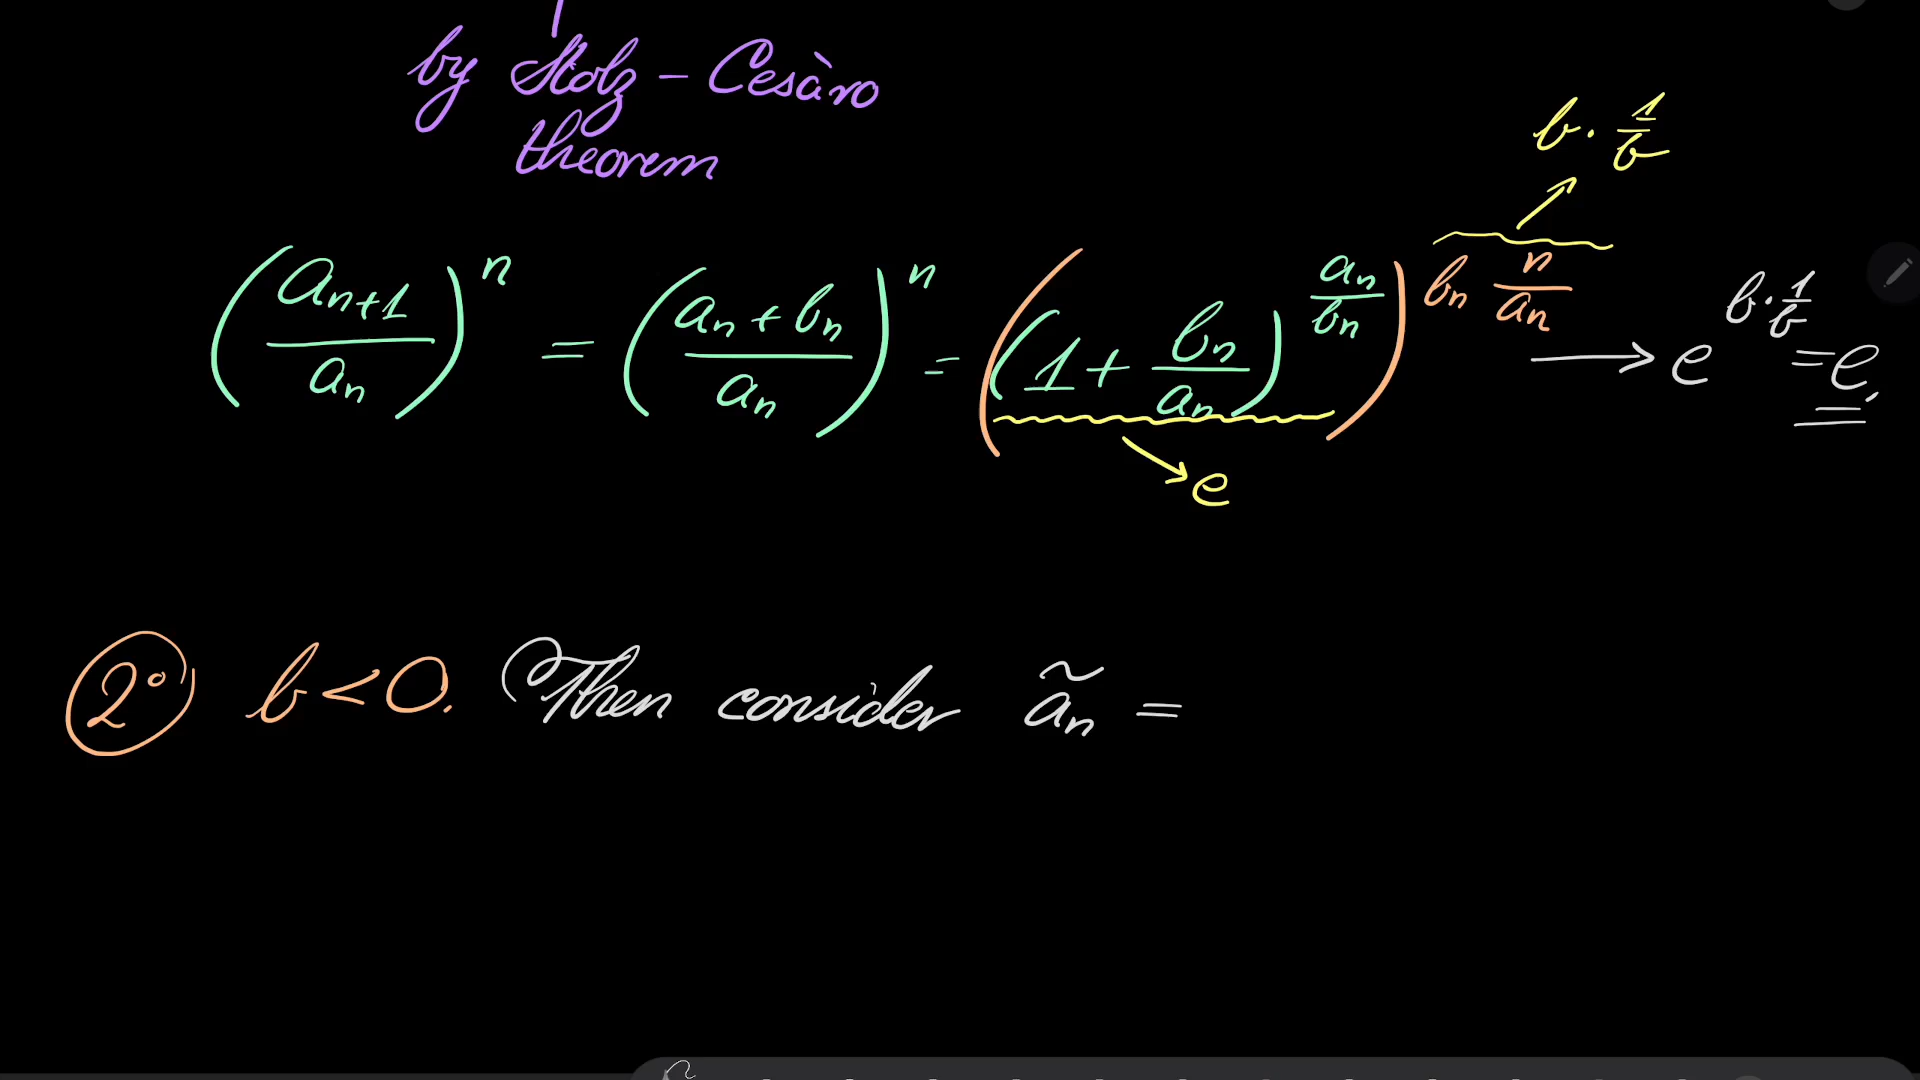 by Stolz - Cesàro
theorem
b · 1/b
(a_{n+1}/a_n)^n = ((a_n + b_n)/a_n)^n = ((1 + b_n/a_n)^{a_n/b_n})^{b_n n/a_n} → e^{b · 1/b} = e.
e
2° b < 0. Then consider ã_n =